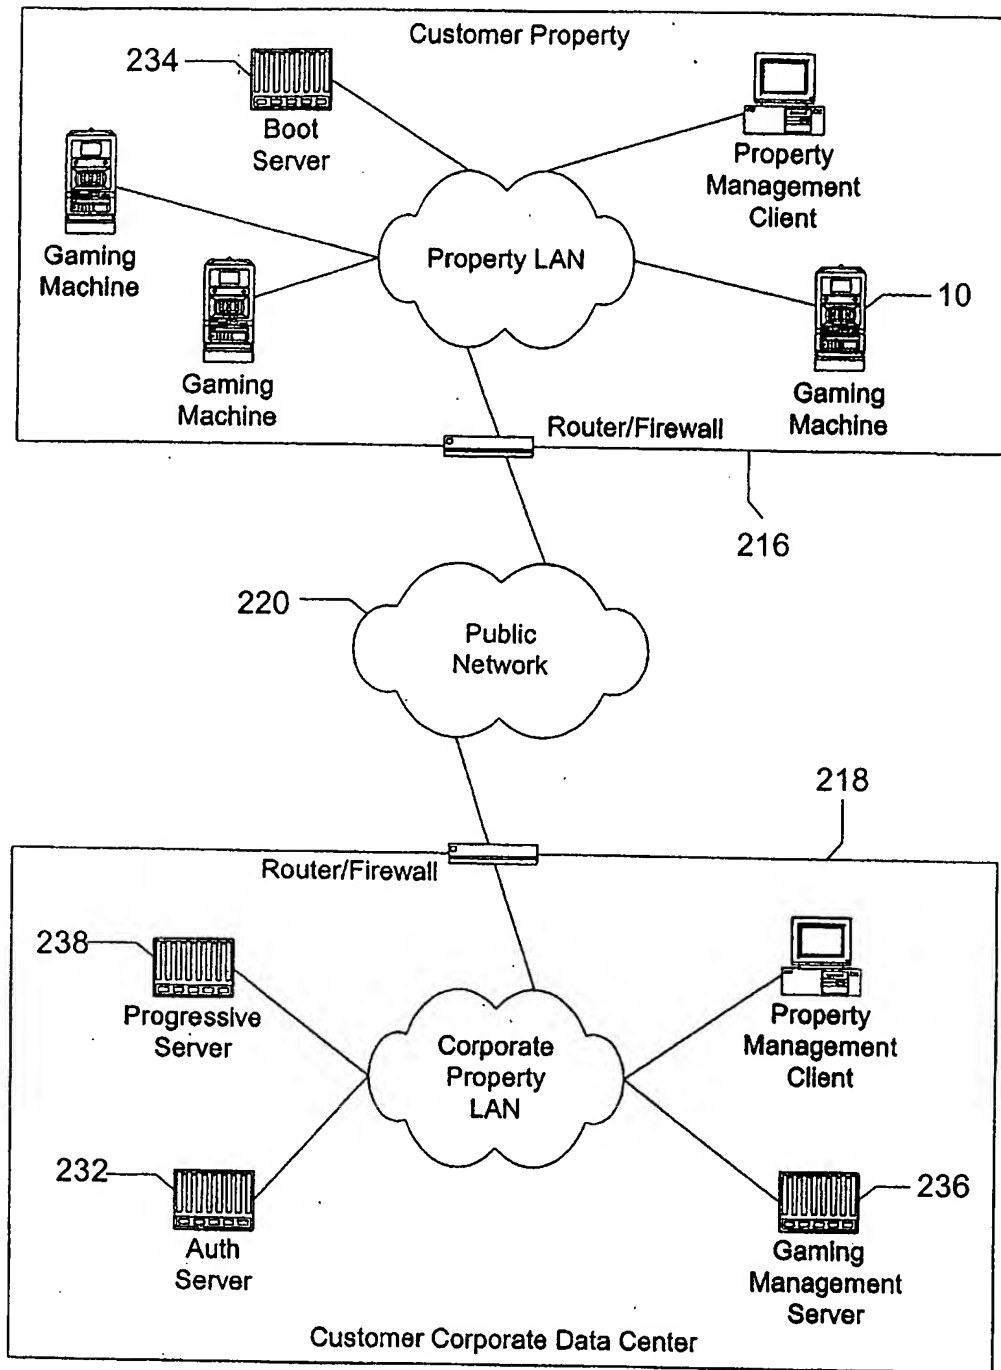 Customer Property
234
Boot
Server
Property
Management
Client
Gaming
Machine
Property LAN
10
Gaming
Machine
Gaming
Machine
Router/Firewall
216
220
Public
Network
218
Router/Firewall
238
Progressive
Server
Corporate
Property
LAN
Property
Management
Client
232
Auth
Server
236
Gaming
Management
Server
Customer Corporate Data Center